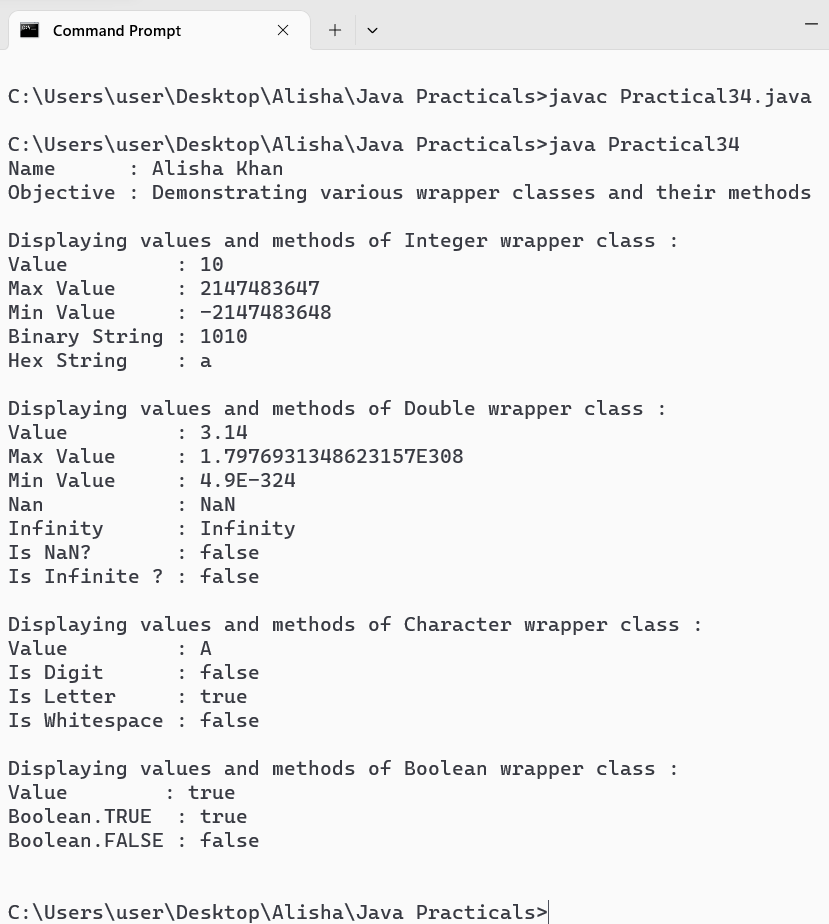 Command Prompt
C:\Users\user\Desktop\Alisha\Java Practicals>javac Practical34.java
C:\Users\user\Desktop\Alisha\Java Practicals>java Practical34
Name      : Alisha Khan
Objective : Demonstrating various wrapper classes and their methods
Displaying values and methods of Integer wrapper class :
Value         : 10
Max Value     : 2147483647
Min Value     : -2147483648
Binary String : 1010
Hex String    : a
Displaying values and methods of Double wrapper class :
Value         : 3.14
Max Value     : 1.7976931348623157E308
Min Value     : 4.9E-324
Nan           : NaN
Infinity      : Infinity
Is NaN?       : false
Is Infinite ? : false
Displaying values and methods of Character wrapper class :
Value         : A
Is Digit      : false
Is Letter     : true
Is Whitespace : false
Displaying values and methods of Boolean wrapper class :
Value        : true
Boolean.TRUE  : true
Boolean.FALSE : false
C:\Users\user\Desktop\Alisha\Java Practicals>